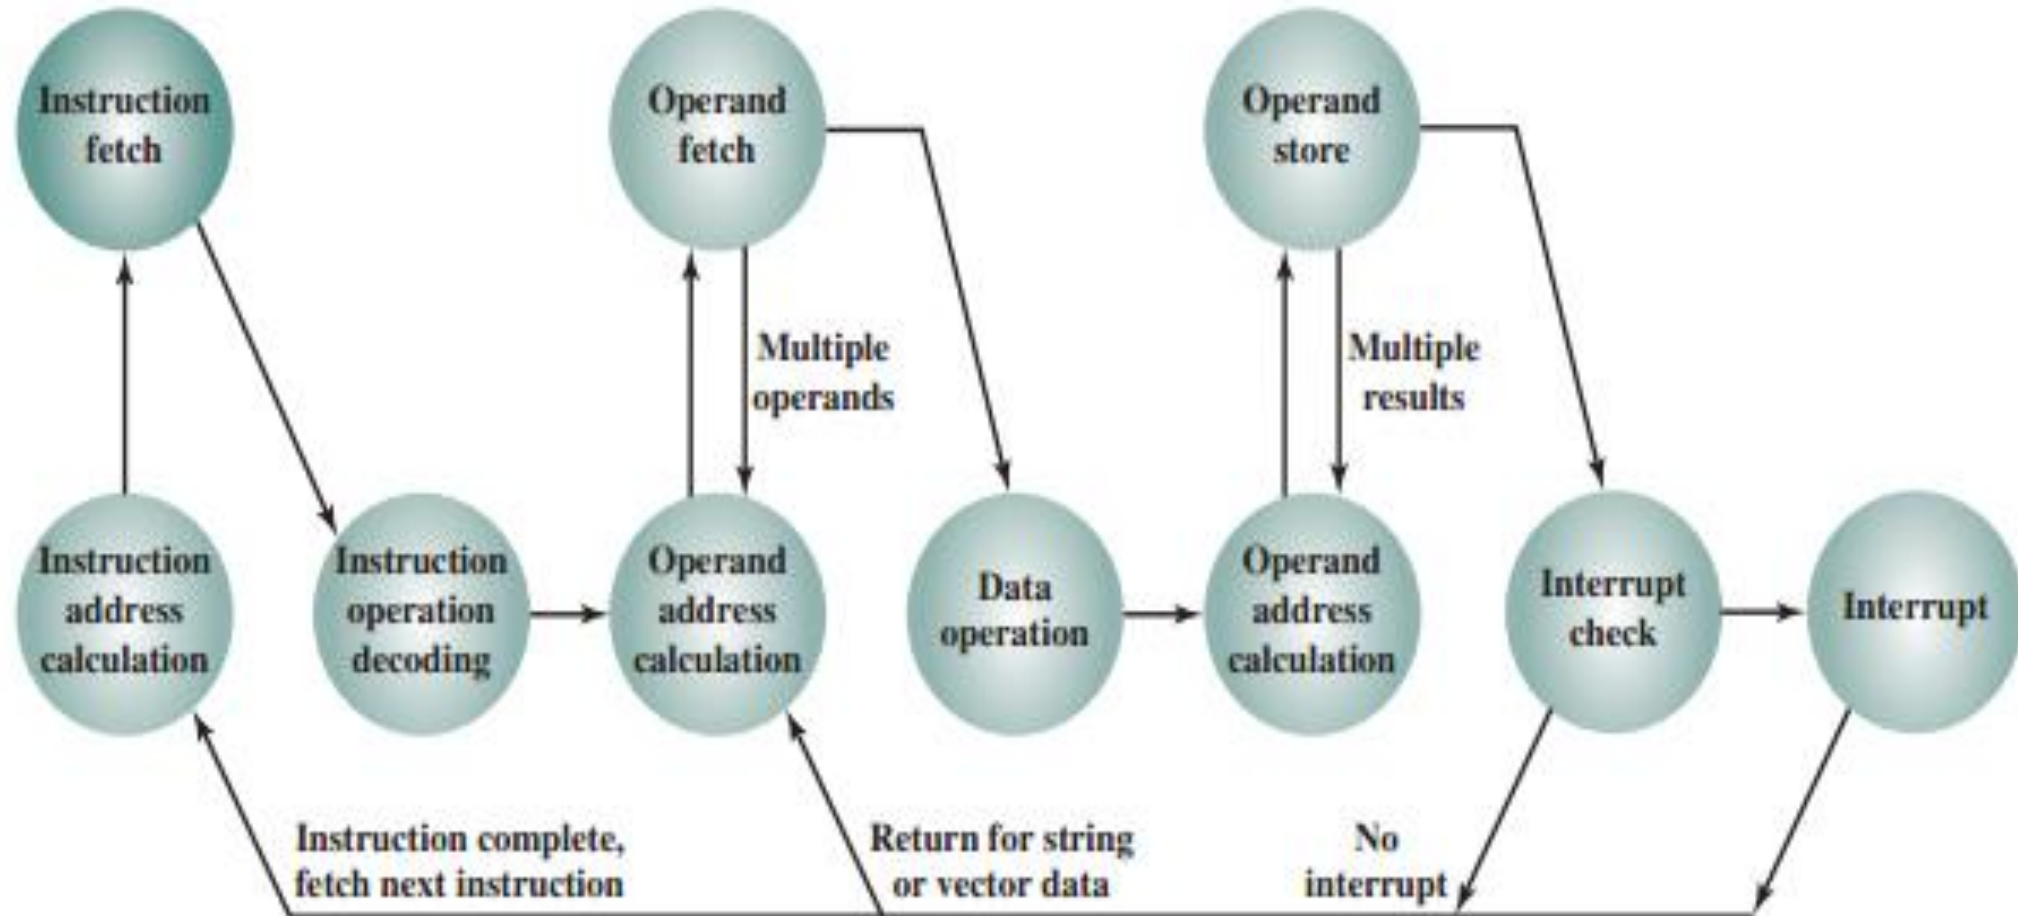 Instruction
fetch
Operand
fetch
Operand
store
Multiple
operands
Multiple
results
Instruction
address
calculation
Instruction
operation
decoding
Operand
address
calculation
Data
operation
Operand
address
calculation
Interrupt
check
Interrupt
Instruction complete,
fetch next instruction
Return for string
or vector data
No
interrupt